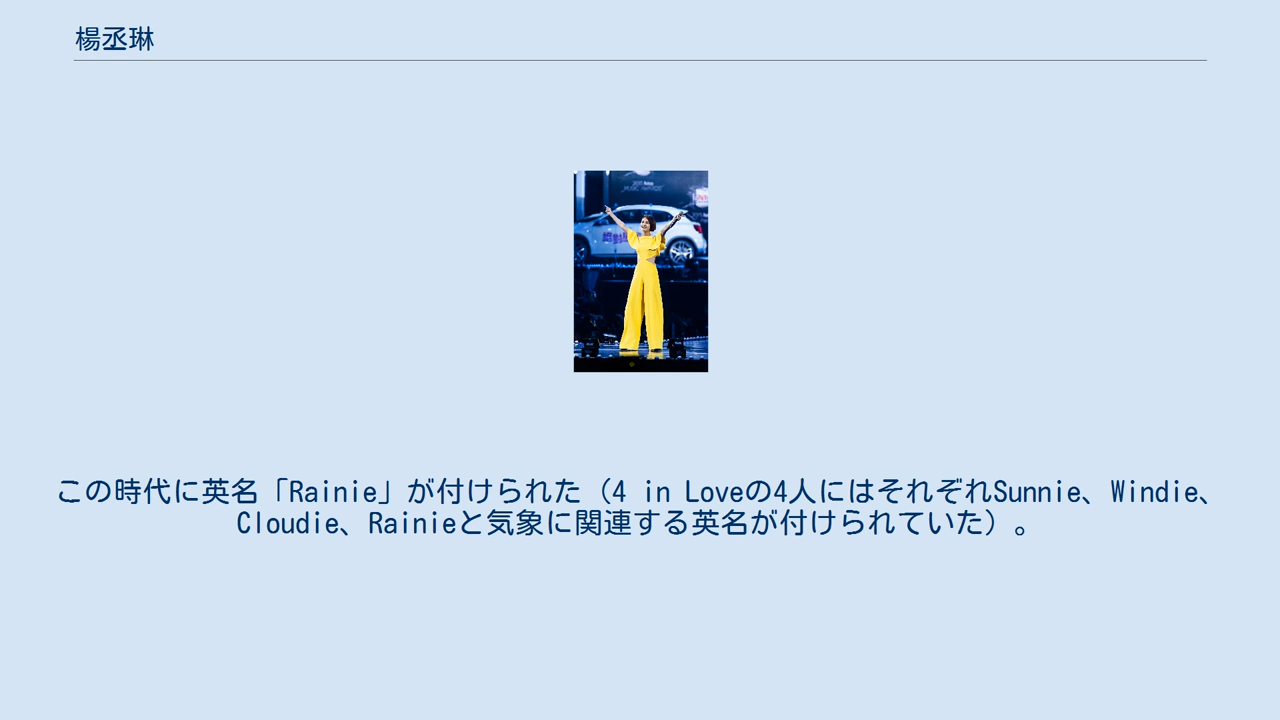 楊丞琳
この時代に英名「Rainie」が付けられた（4 in Loveの4人にはそれぞれSunnie、Windie、
Cloudie、Rainieと気象に関連する英名が付けられていた）。